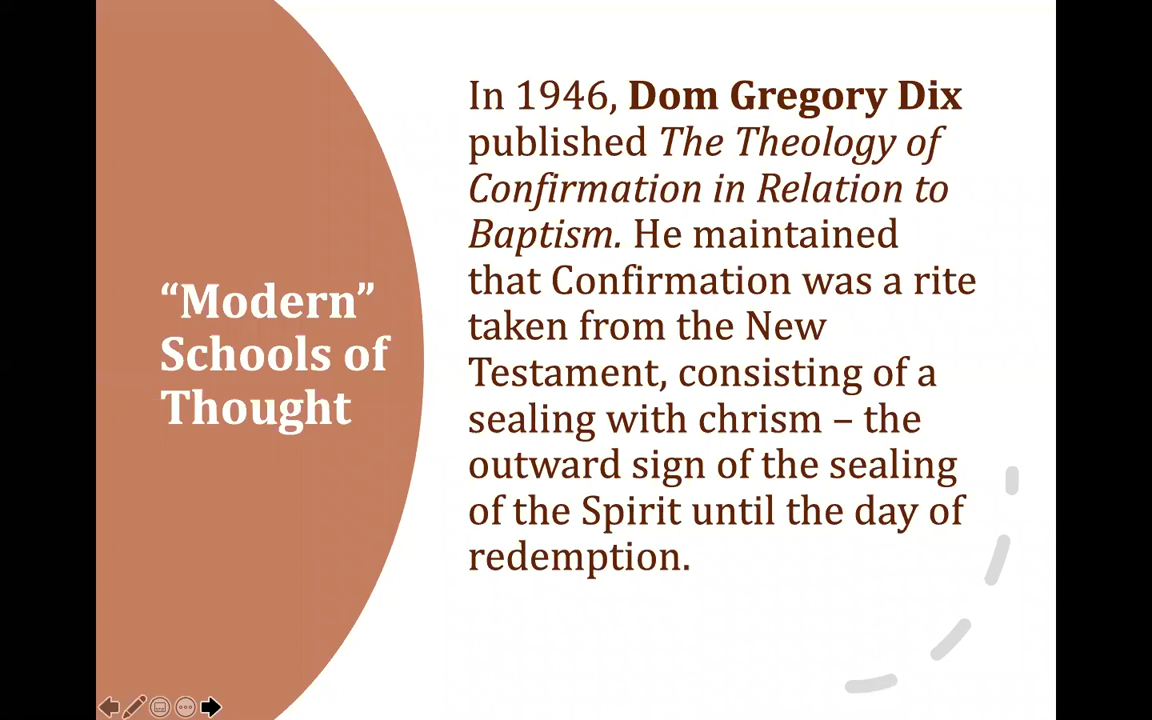 “Modern”
Schools of
Thought
In 1946, Dom Gregory Dix
published The Theology of
Confirmation in Relation to
Baptism. He maintained
that Confirmation was a rite
taken from the New
Testament, consisting of a
sealing with chrism – the
outward sign of the sealing
of the Spirit until the day of
redemption.